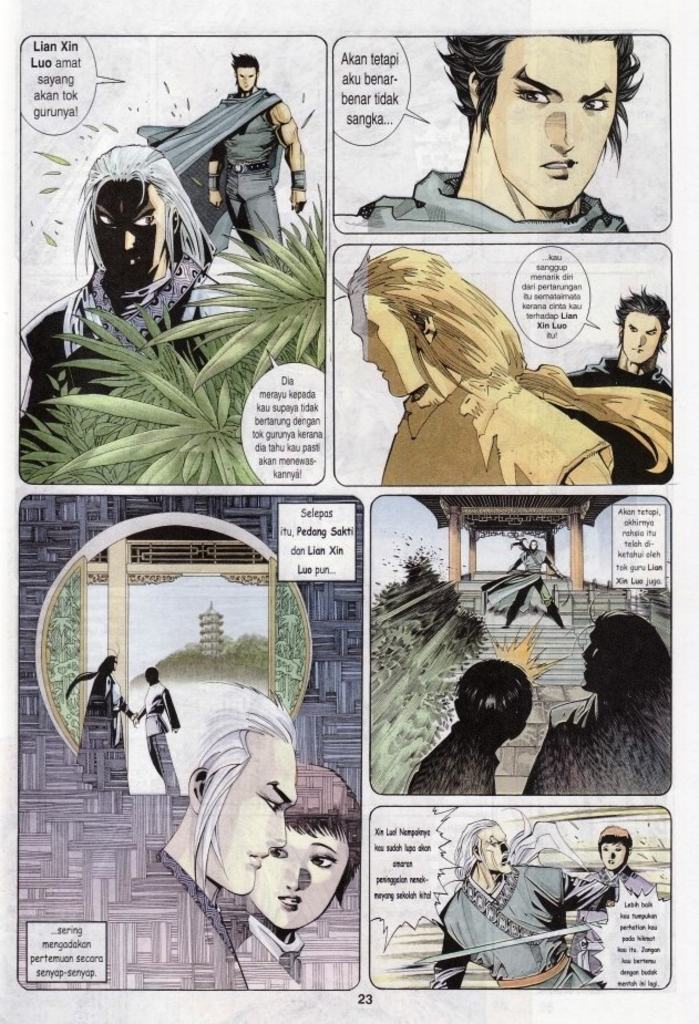 Lian Xin
Luo amat
sayang
akan tok
gurunya!
Dia
merayu kepada
kau supaya tidak
bertarung dengan
tok gurunya kerana
dia tahu kau pasti
akan menewas-
kannya!
Akan tetapi
aku benar-
benar tidak
sangka...
...kau
sanggup
menarik diri
dari pertarungan
itu sematamata
kerana cinta kau
terhadap Lian
Xin Luo
itu!
Selepas
itu, Pedang Sakti
dan Lian Xin
Luo pun...
...sering
mengadakan
pertemuan secara
senyap-senyap.
Akan tetapi,
akhirnya
rahsia itu
telah di-
ketahui oleh
tok guru Lian
Xin Luo juga.
Xin Luo! Nampaknya
kau sudah lupa akan
amaran
peninggalan nenek-
moyang sekolah kita!
Lebih baik
kau tumpukan
perhatian kau
pada hikmat
kau! Jangan
kau bertemu
dengan budak
mentah ini lagi.
23